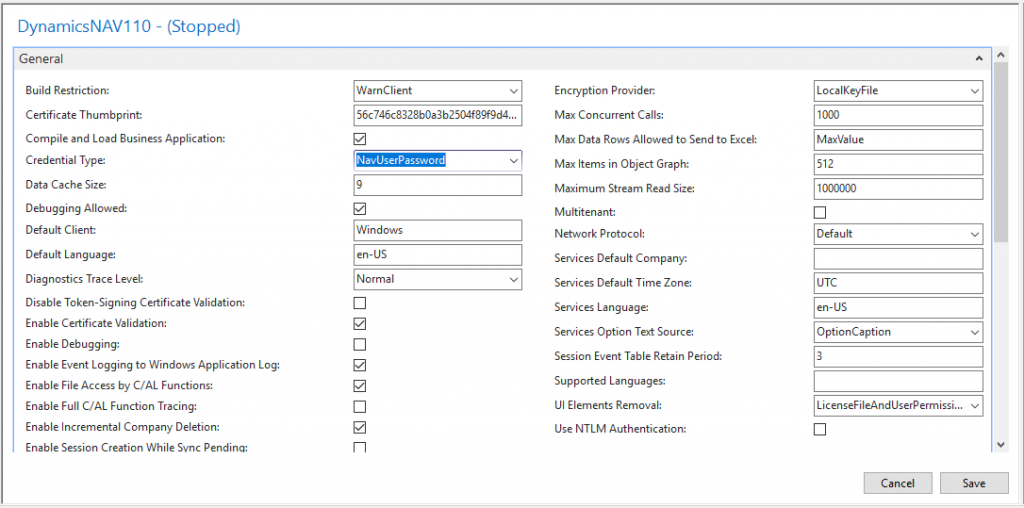 DynamicsNAV110 - (Stopped)
General
Build Restriction: WarnClient
Certificate Thumbprint: 56c746c8328b0a3b2504f89f9d4...
Compile and Load Business Application:
Credential Type: NavUserPassword
Data Cache Size: 9
Debugging Allowed:
Default Client: Windows
Default Language: en-US
Diagnostics Trace Level: Normal
Disable Token-Signing Certificate Validation:
Enable Certificate Validation:
Enable Debugging:
Enable Event Logging to Windows Application Log:
Enable File Access by C/AL Functions:
Enable Full C/AL Function Tracing:
Enable Incremental Company Deletion:
Enable Session Creation While Sync Pending:
Encryption Provider: LocalKeyFile
Max Concurrent Calls: 1000
Max Data Rows Allowed to Send to Excel: MaxValue
Max Items in Object Graph: 512
Maximum Stream Read Size: 1000000
Multitenant:
Network Protocol: Default
Services Default Company:
Services Default Time Zone: UTC
Services Language: en-US
Services Option Text Source: OptionCaption
Session Event Table Retain Period: 3
Supported Languages:
UI Elements Removal: LicenseFileAndUserPermissi...
Use NTLM Authentication:
Cancel Save